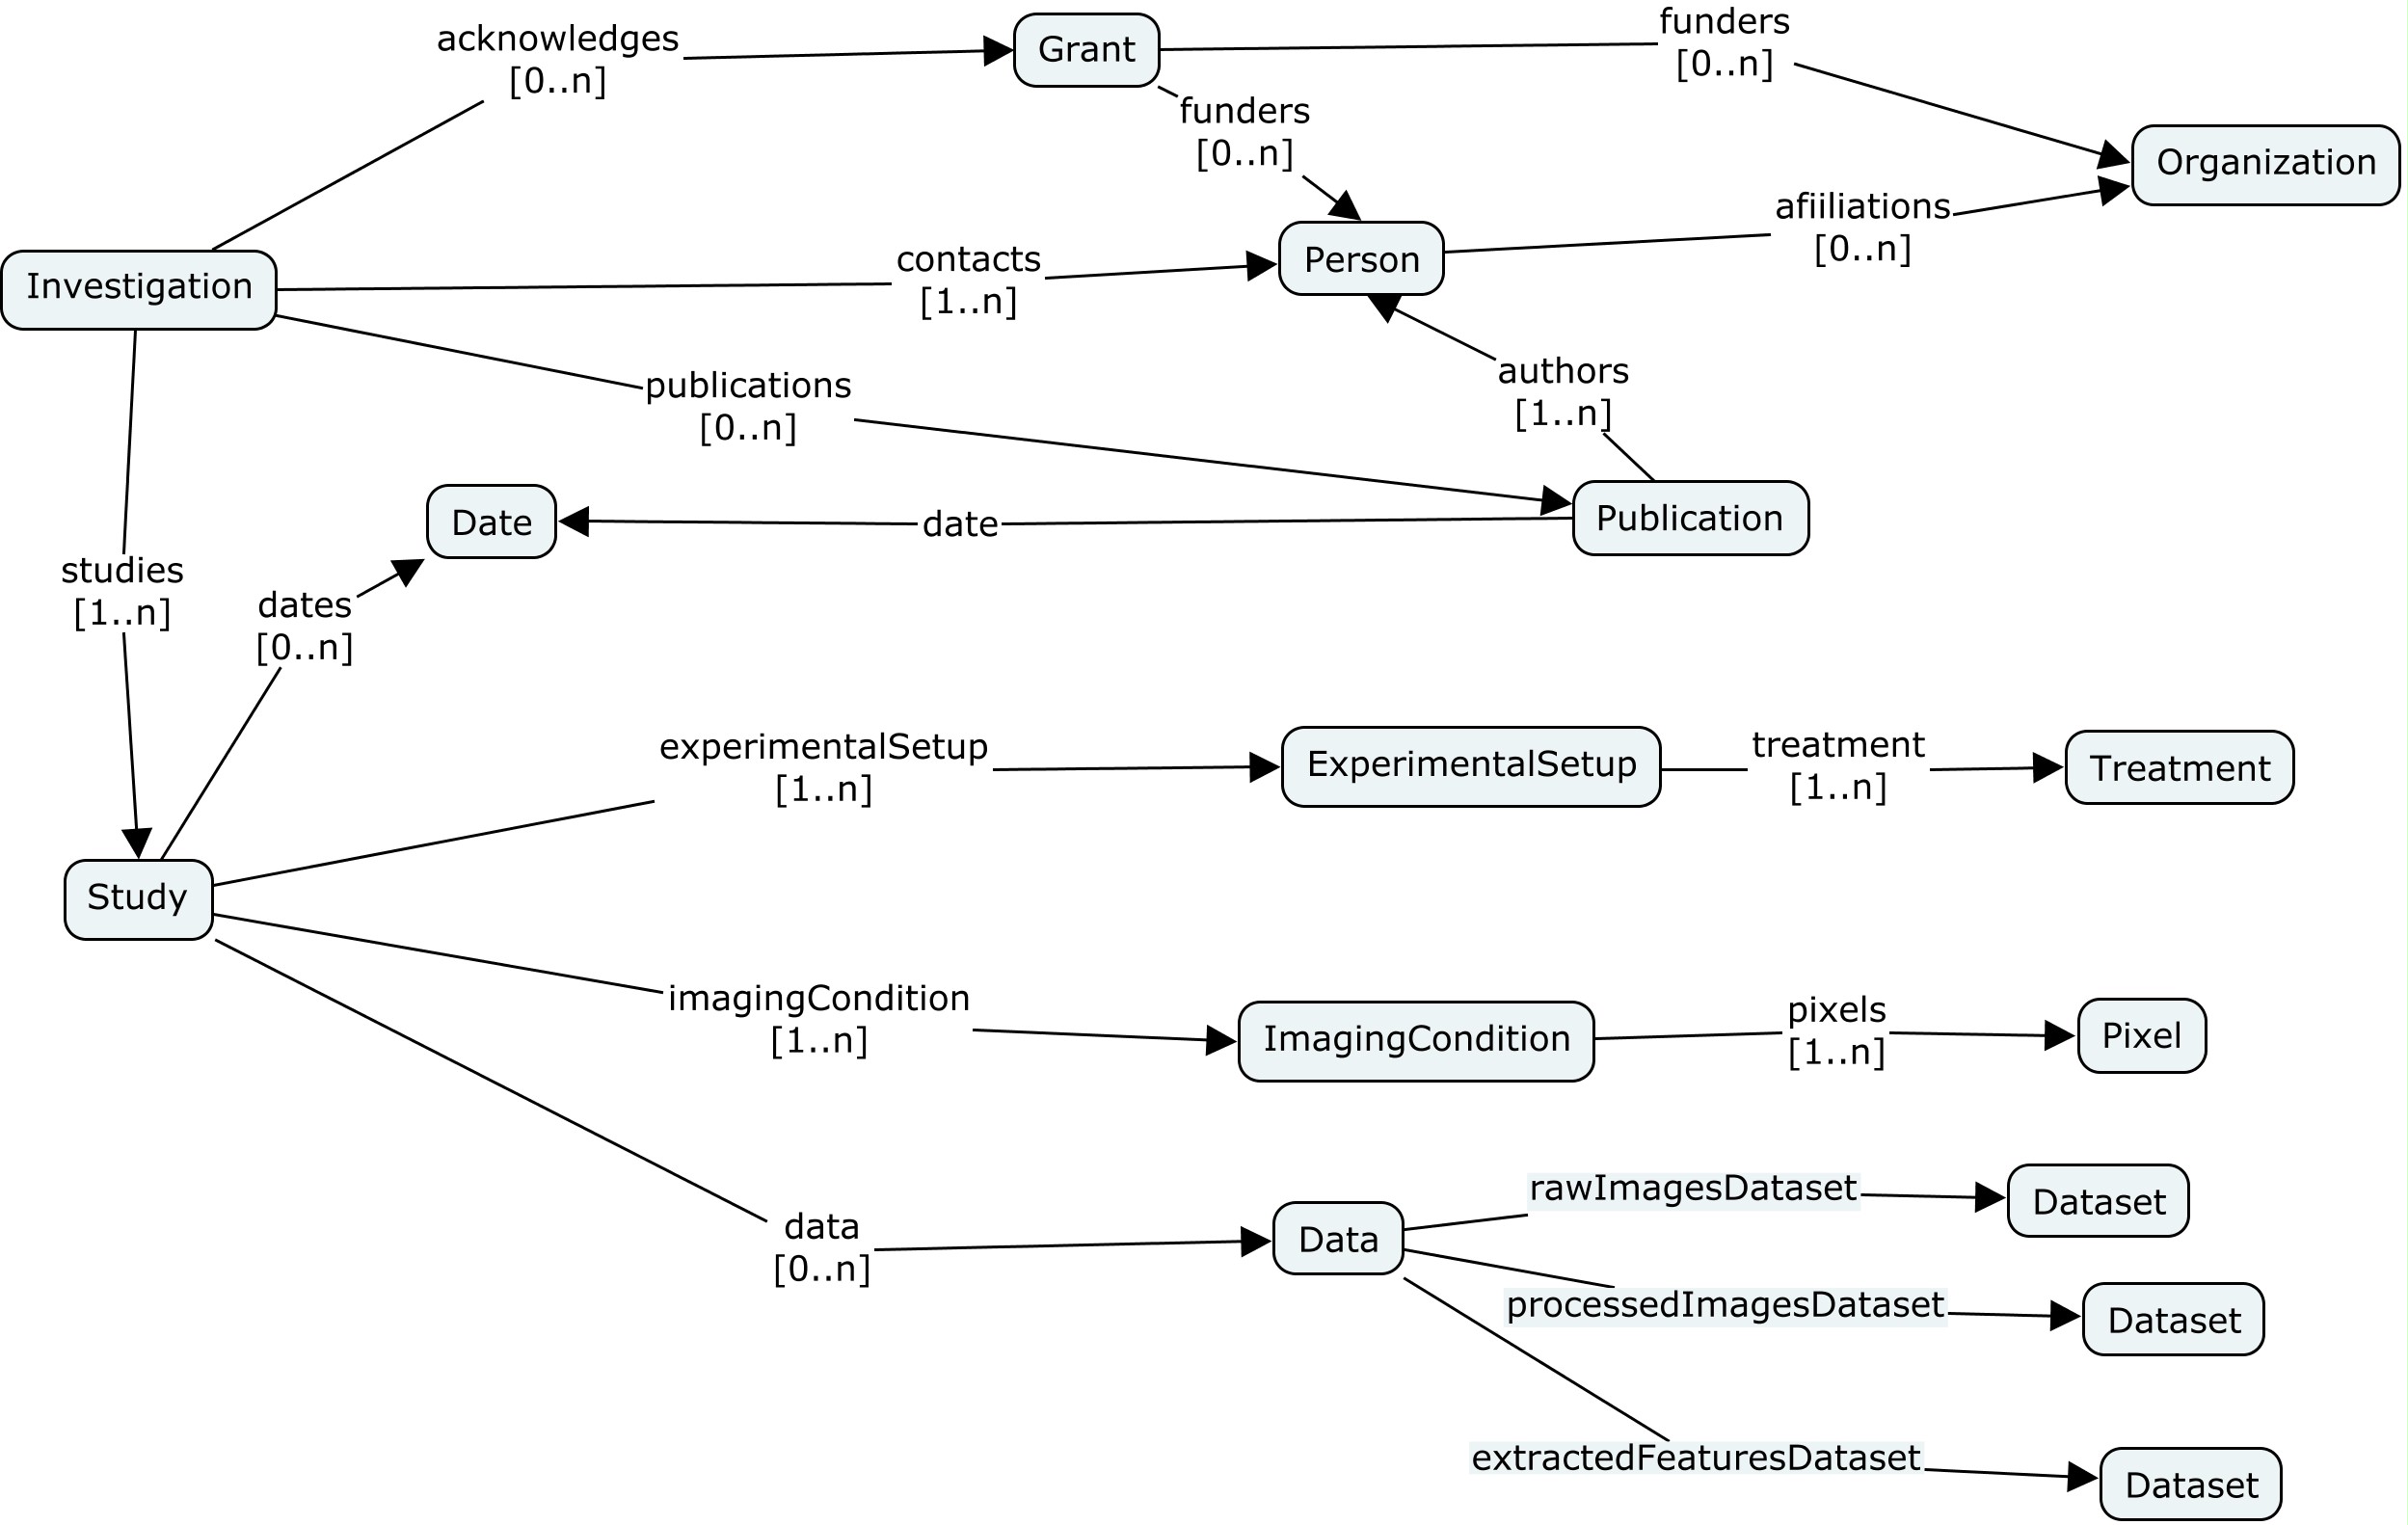 acknowledges
[0..n]
Grant
funders
[0..n]
funders
[0..n]
Organization
Investigation
contacts
[1..n]
Person
afiiliations
[0..n]
publications
[0..n]
authors
[1..n]
Date
date
Publication
studies
[1..n]
dates
[0..n]
experimentalSetup
[1..n]
ExperimentalSetup
treatment
[1..n]
Treatment
Study
imagingCondition
[1..n]
ImagingCondition
pixels
[1..n]
Pixel
data
[0..n]
Data
rawImagesDataset
Dataset
processedImagesDataset
Dataset
extractedFeaturesDataset
Dataset